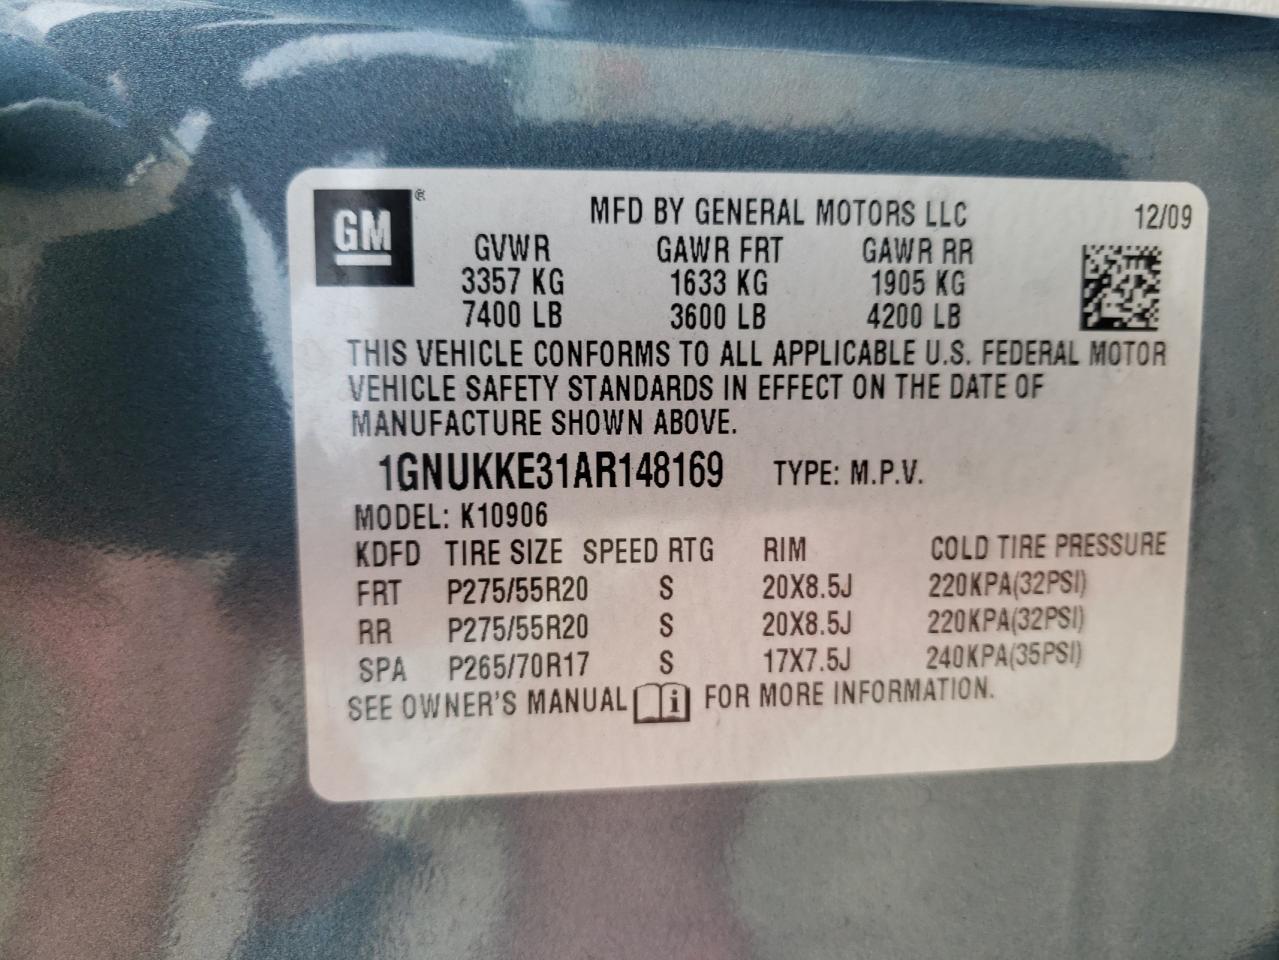 GM ®
MFD BY GENERAL MOTORS LLC 12/09
GVWR GAWR FRT GAWR RR
3357 KG 1633 KG 1905 KG
7400 LB 3600 LB 4200 LB
THIS VEHICLE CONFORMS TO ALL APPLICABLE U.S. FEDERAL MOTOR
VEHICLE SAFETY STANDARDS IN EFFECT ON THE DATE OF
MANUFACTURE SHOWN ABOVE.
1GNUKKE31AR148169 TYPE: M.P.V.
MODEL: K10906
KDFD TIRE SIZE SPEED RTG RIM COLD TIRE PRESSURE
FRT P275/55R20 S 20X8.5J 220KPA(32PSI)
RR P275/55R20 S 20X8.5J 220KPA(32PSI)
SPA P265/70R17 S 17X7.5J 240KPA(35PSI)
SEE OWNER'S MANUAL i FOR MORE INFORMATION.